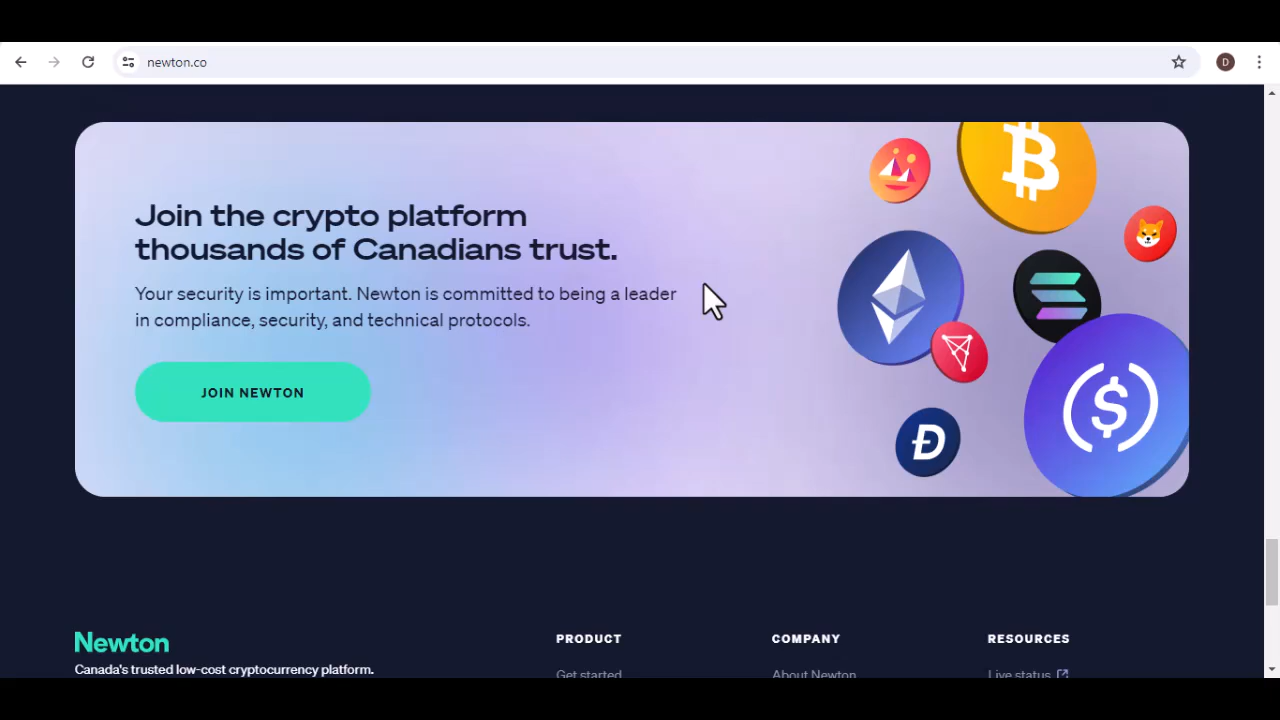 newton.co
D
Join the crypto platform
thousands of Canadians trust.
Your security is important. Newton is committed to being a leader
in compliance, security, and technical protocols.
JOIN NEWTON
Newton
Canada's trusted low-cost cryptocurrency platform.
PRODUCT
Get started
COMPANY
About Newton
RESOURCES
Live status